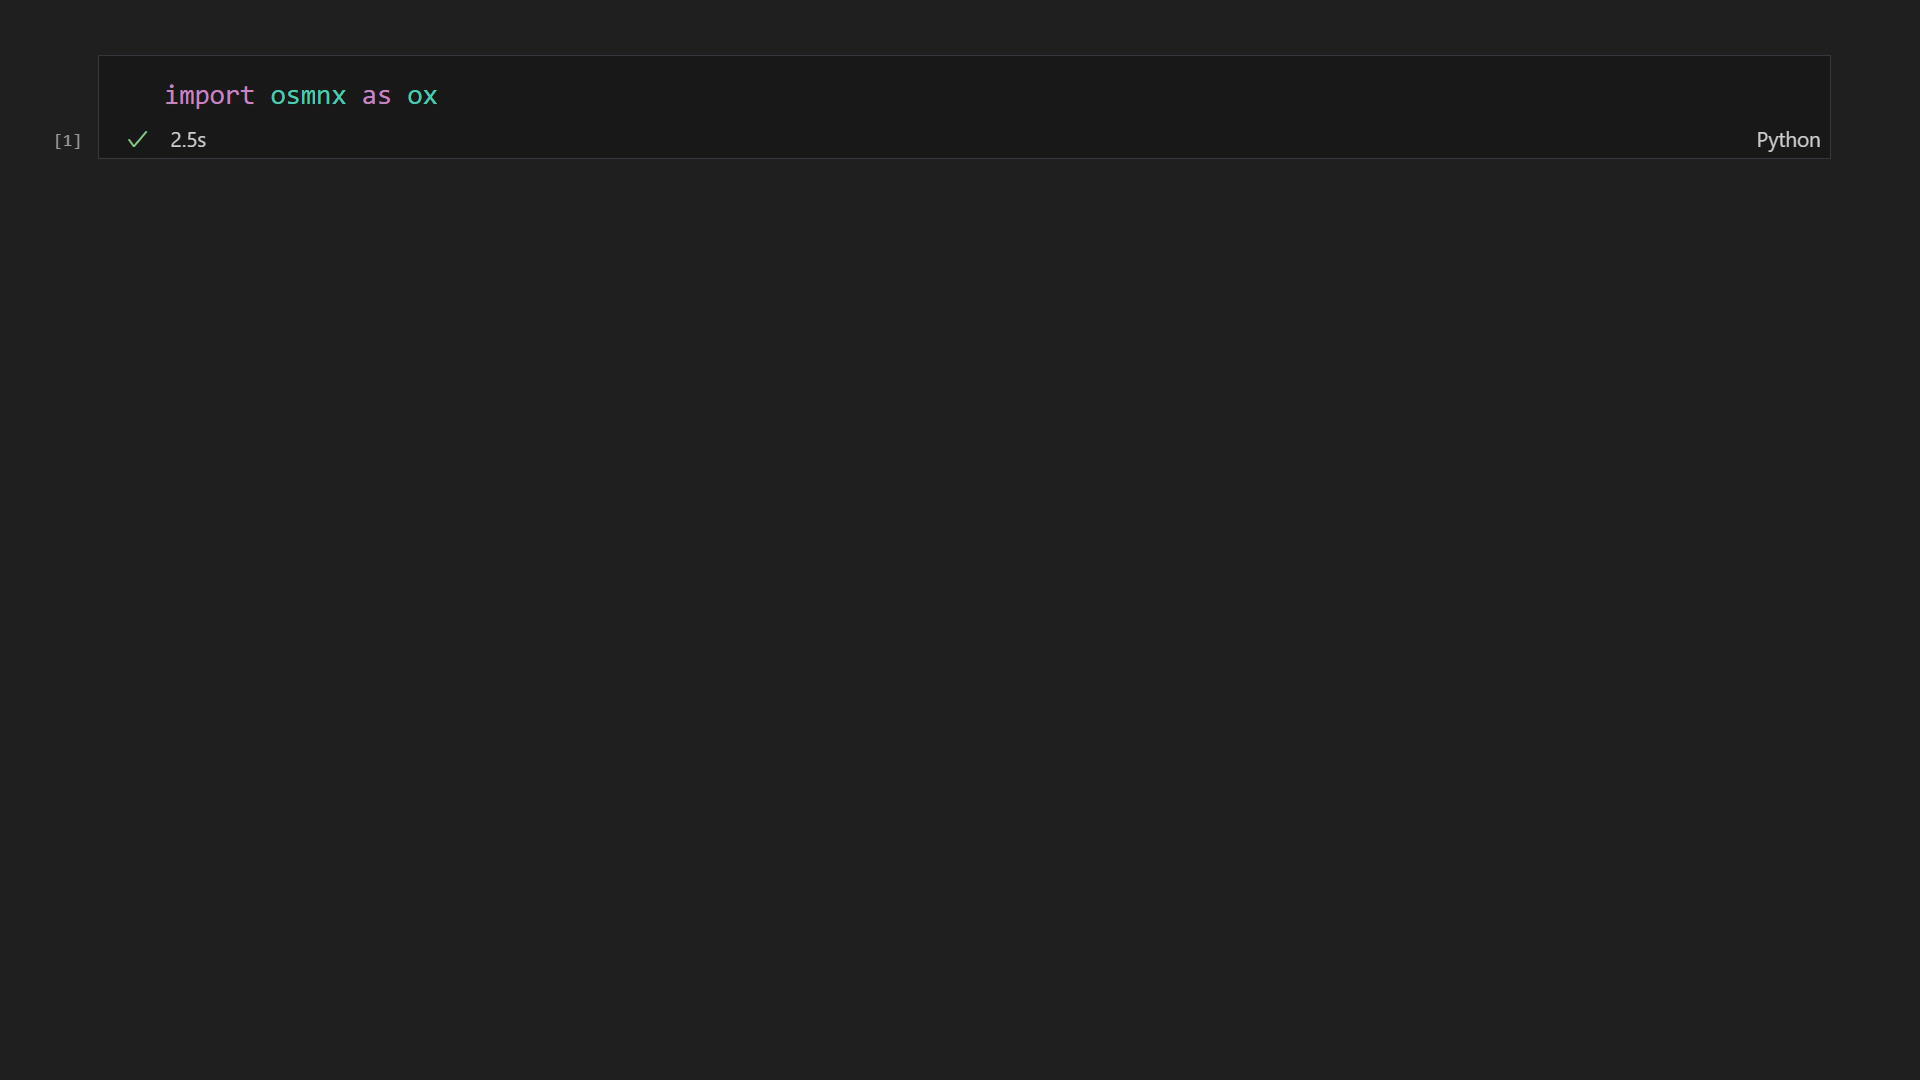 import osmnx as ox
[1] ✓ 2.5s Python